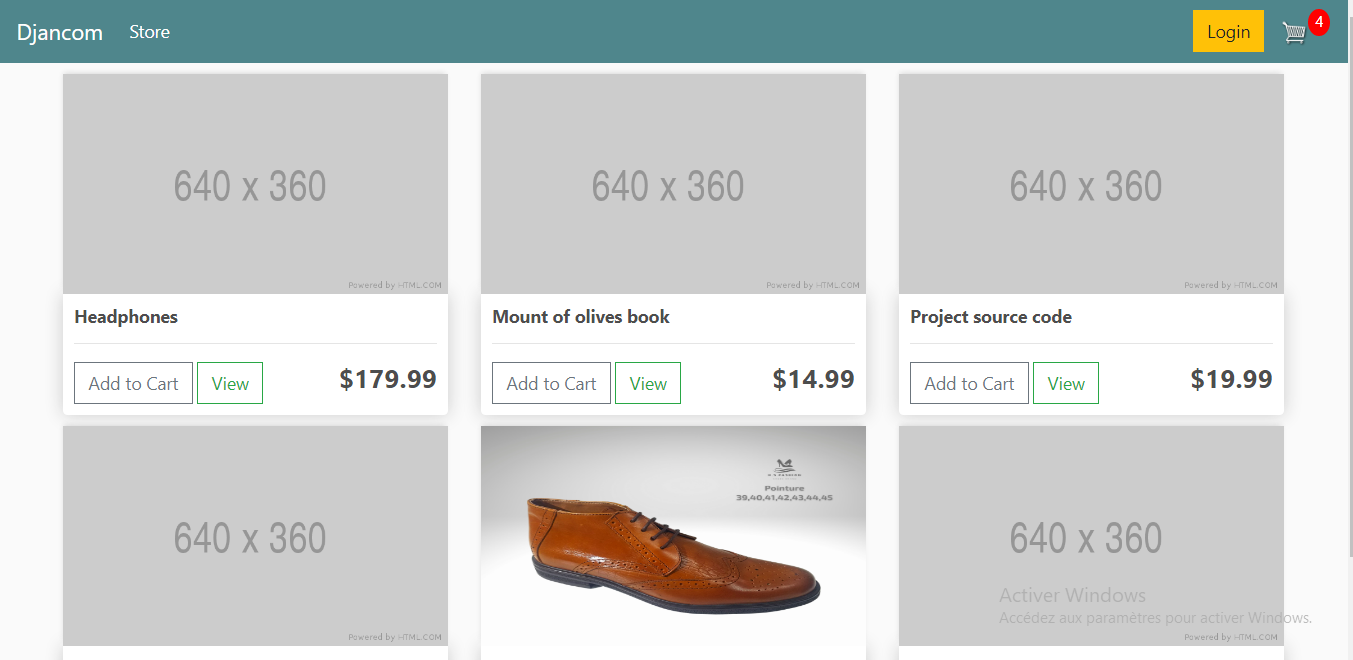 Djancom Store Login 4
640 x 360 640 x 360 640 x 360
Powered by HTML.COM Powered by HTML.COM Powered by HTML.COM
Headphones Mount of olives book Project source code
Add to Cart View $179.99 Add to Cart View $14.99 Add to Cart View $19.99
Pointure
39,40,41,42,43,44,45
640 x 360 640 x 360
Activer Windows
Accédez aux paramètres pour activer Windows.
Powered by HTML.COM Powered by HTML.COM